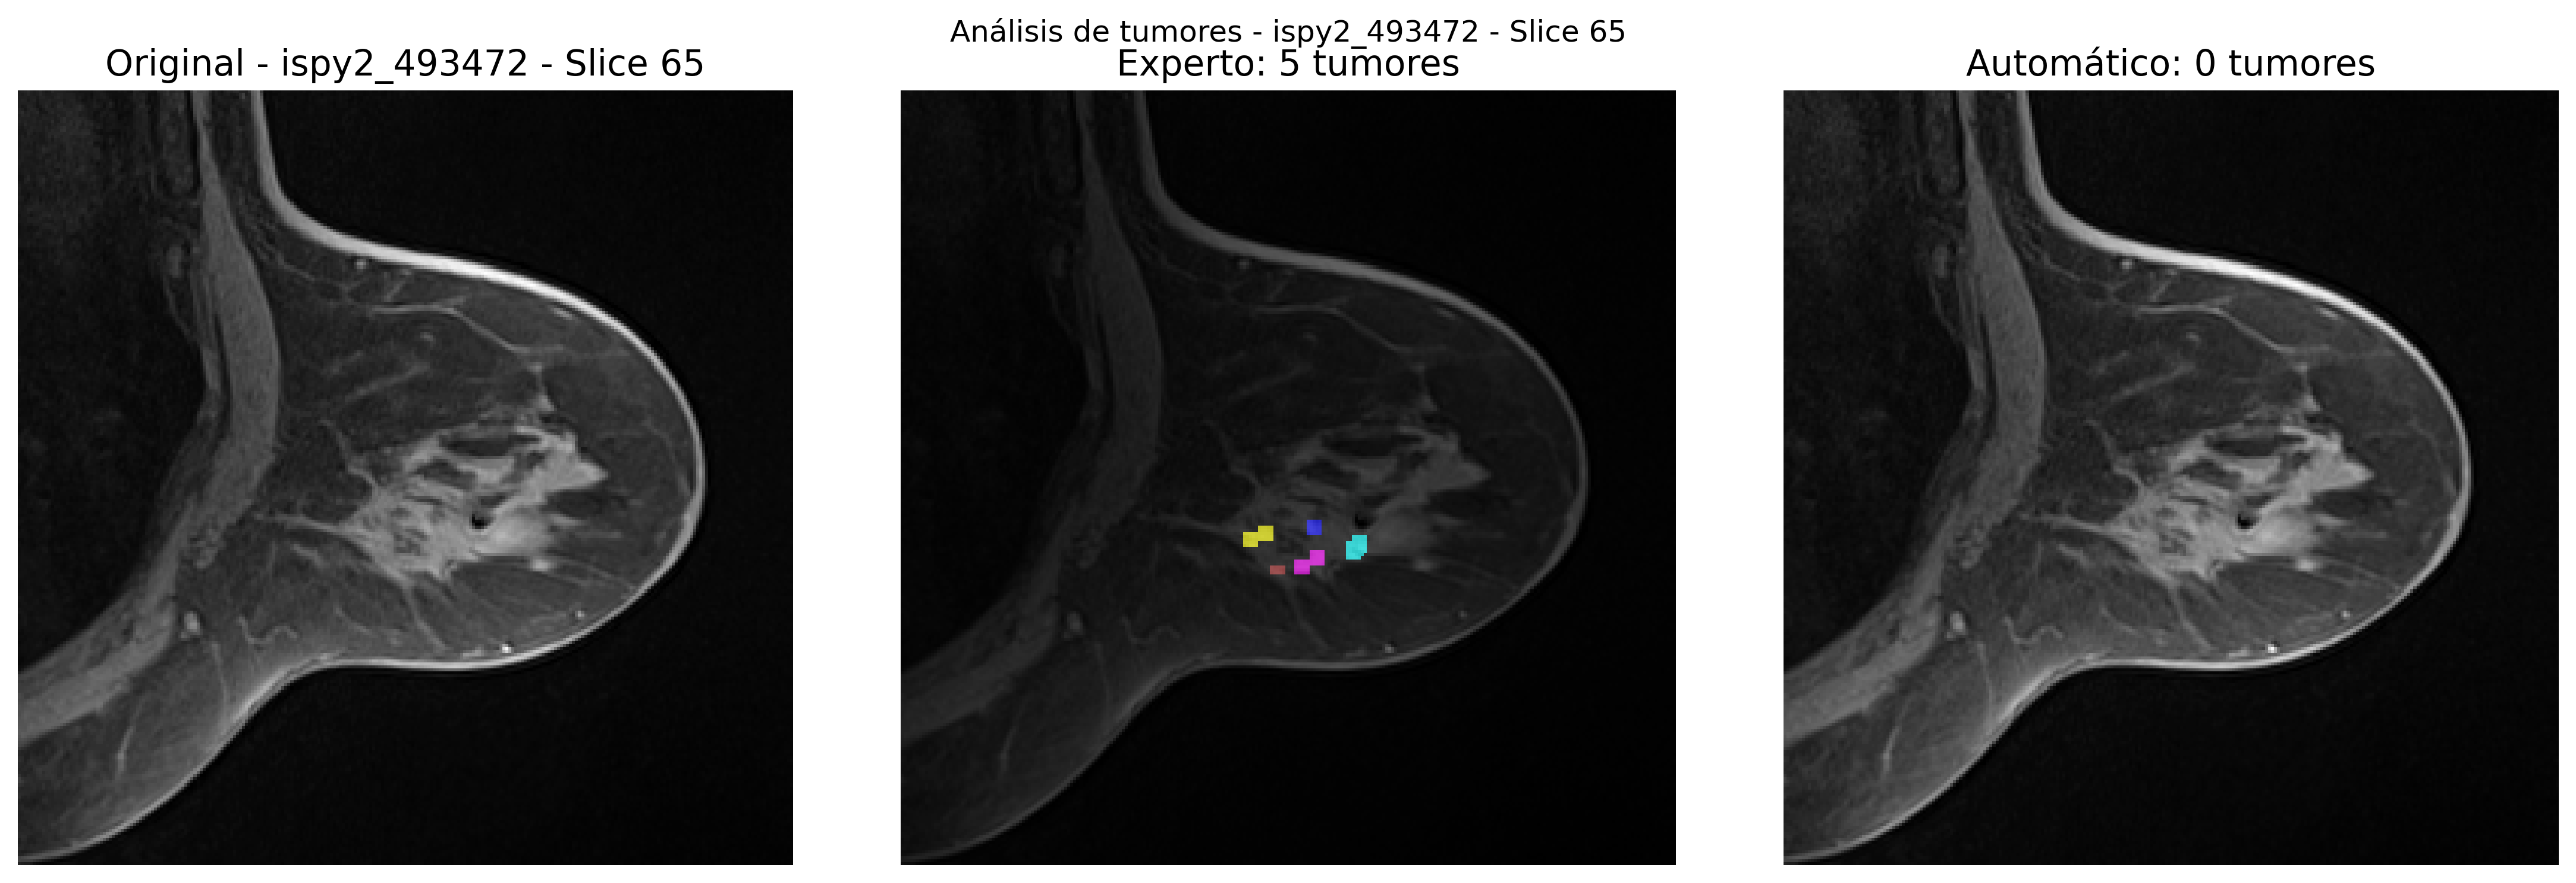 Análisis de tumores - ispy2_493472 - Slice 65
Original - ispy2_493472 - Slice 65
Experto: 5 tumores
Automático: 0 tumores